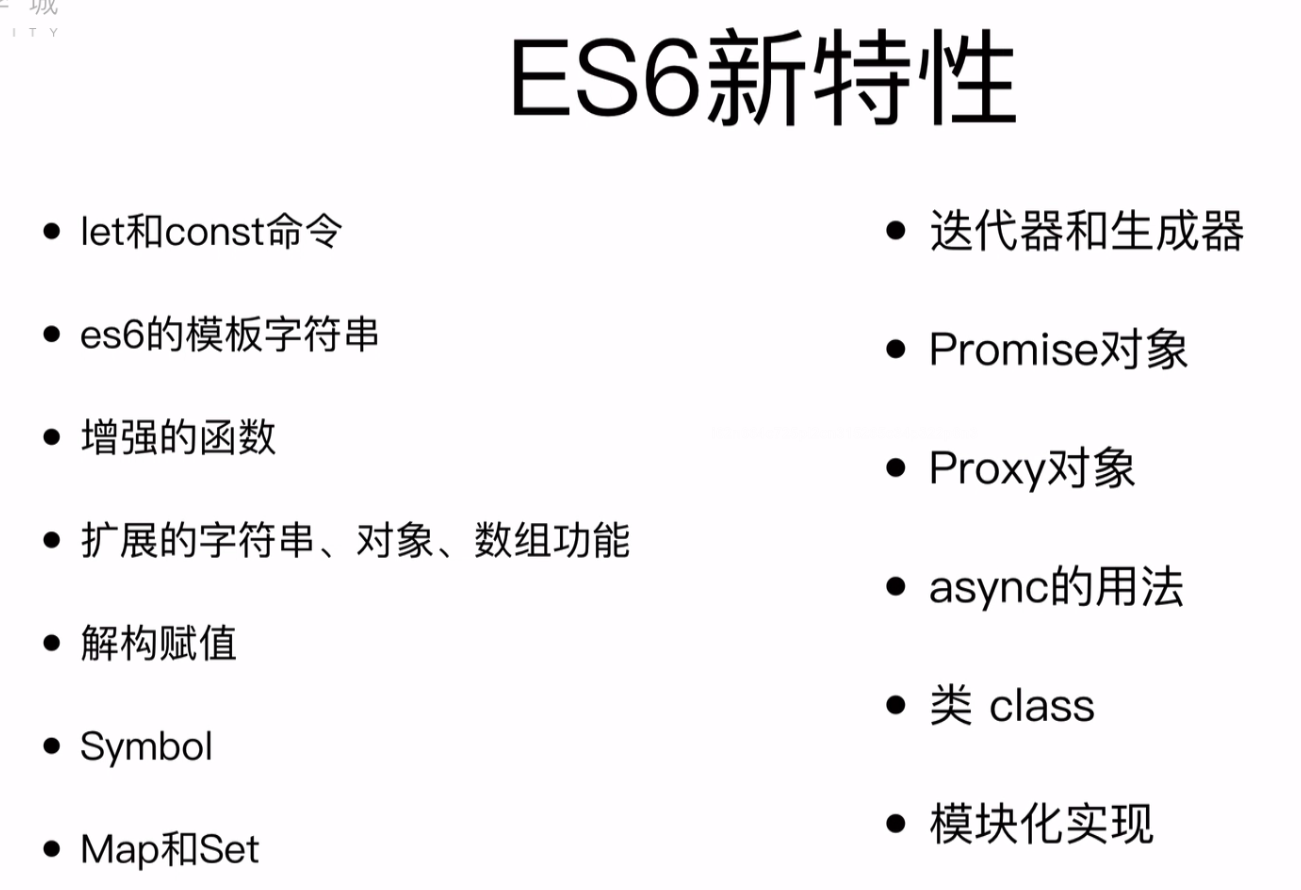 城
I T Y
ES6新特性
let和const命令
es6的模板字符串
增强的函数
扩展的字符串、对象、数组功能
解构赋值
Symbol
Map和Set
迭代器和生成器
Promise对象
Proxy对象
async的用法
类 class
模块化实现